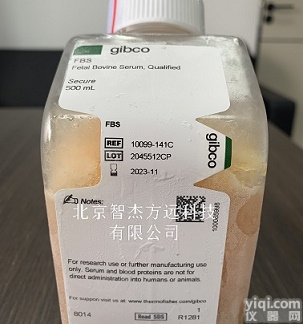 gibco
FBS
Fetal Bovine Serum, Qualified
Secure
500 mL
FBS
REF 10099-141C
LOT 2045512CP
2023-11
gibco
Notes:
北京智杰方远科技
有限公司
For research use or further manufacturing use
only. Serum and blood proteins are not for
direct administration into humans or animals.
For support visit us at www.thermofisher.com/gibco
8014
Read SDS
1
R1281
yiqi.com
仪器网